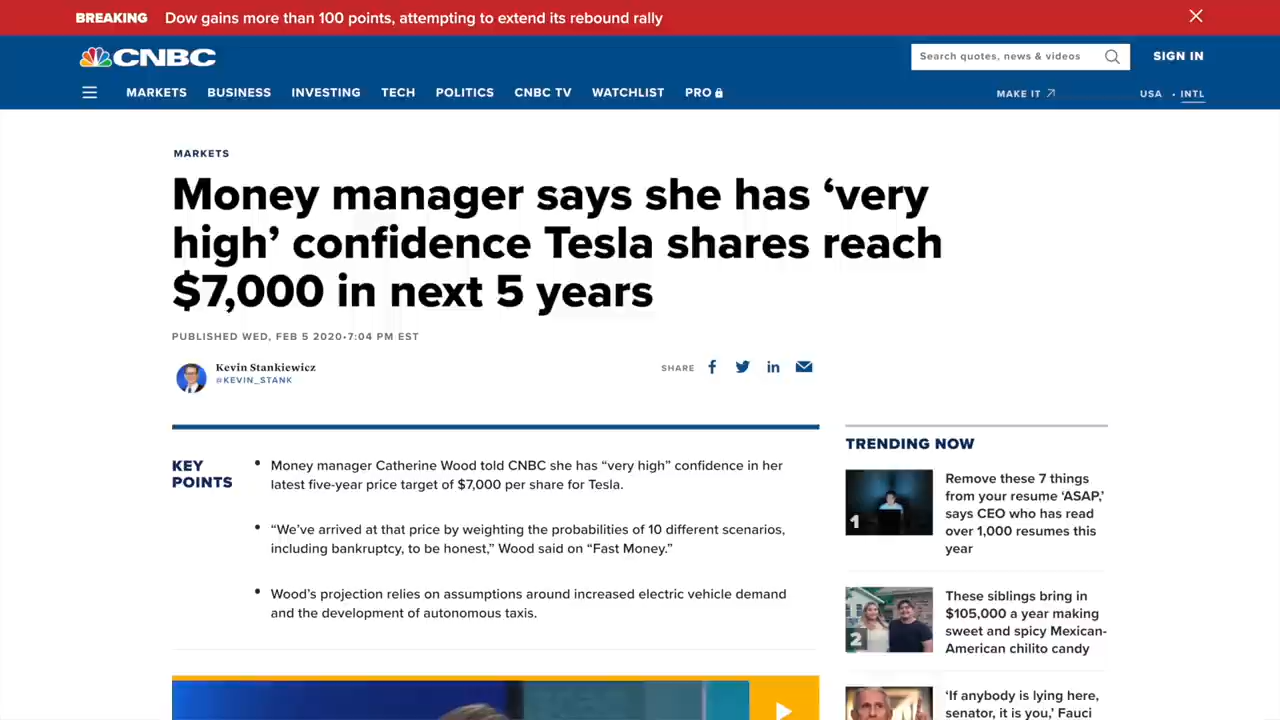 BREAKING Dow gains more than 100 points, attempting to extend its rebound rally
CNBC
Search quotes, news & videos
SIGN IN
MARKETS BUSINESS INVESTING TECH POLITICS CNBC TV WATCHLIST PRO
MAKE IT
USA • INTL
MARKETS
Money manager says she has ‘very
high’ confidence Tesla shares reach
$7,000 in next 5 years
PUBLISHED WED, FEB 5 2020•7:04 PM EST
Kevin Stankiewicz
@KEVIN_STANK
SHARE
KEY
POINTS
• Money manager Catherine Wood told CNBC she has “very high” confidence in her
latest five-year price target of $7,000 per share for Tesla.
• “We’ve arrived at that price by weighting the probabilities of 10 different scenarios,
including bankruptcy, to be honest,” Wood said on “Fast Money.”
• Wood’s projection relies on assumptions around increased electric vehicle demand
and the development of autonomous taxis.
TRENDING NOW
1
Remove these 7 things
from your resume ‘ASAP,’
says CEO who has read
over 1,000 resumes this
year
2
These siblings bring in
$105,000 a year making
sweet and spicy Mexican-
American chilito candy
‘If anybody is lying here,
senator, it is you,’ Fauci